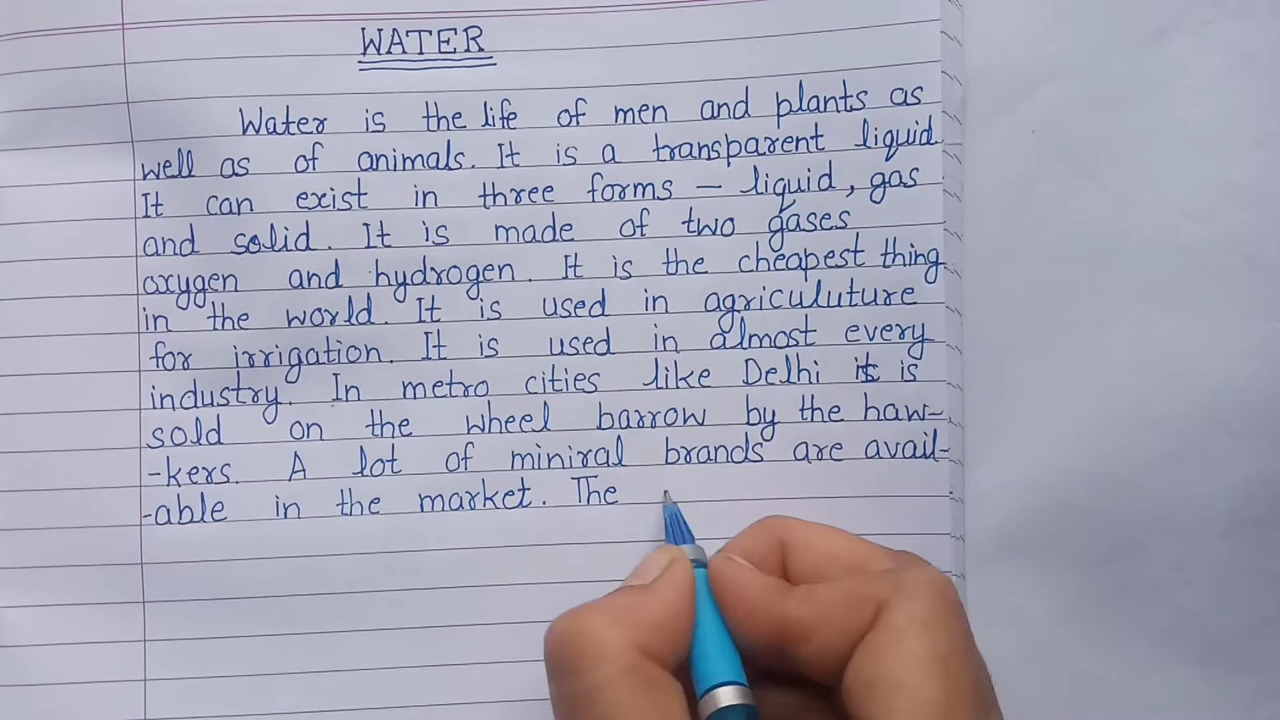 WATER
Water is the life of men and plants as
well as of animals. It is a transparent liquid
It can exist in three forms – liquid, gas
and solid. It is made of two gases
oxygen and hydrogen. It is the cheapest thing
in the world. It is used in agriculuture
for irrigation. It is used in almost every
industry. In metro cities like Delhi it is
sold on the wheel barrow by the haw-
-kers. A lot of miniral brands are avail-
-able in the market. The